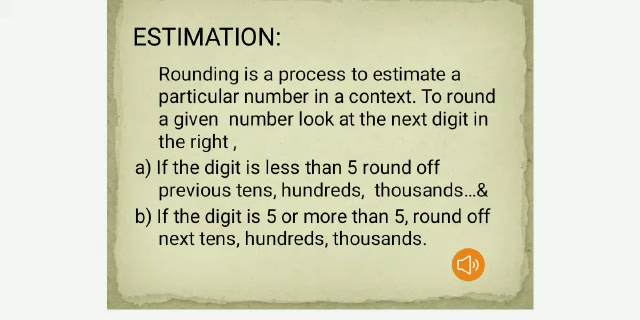 ESTIMATION:
Rounding is a process to estimate a
particular number in a context. To round
a given number look at the next digit in
the right ,
a) If the digit is less than 5 round off
previous tens, hundreds, thousands...&
b) If the digit is 5 or more than 5, round off
next tens, hundreds, thousands.